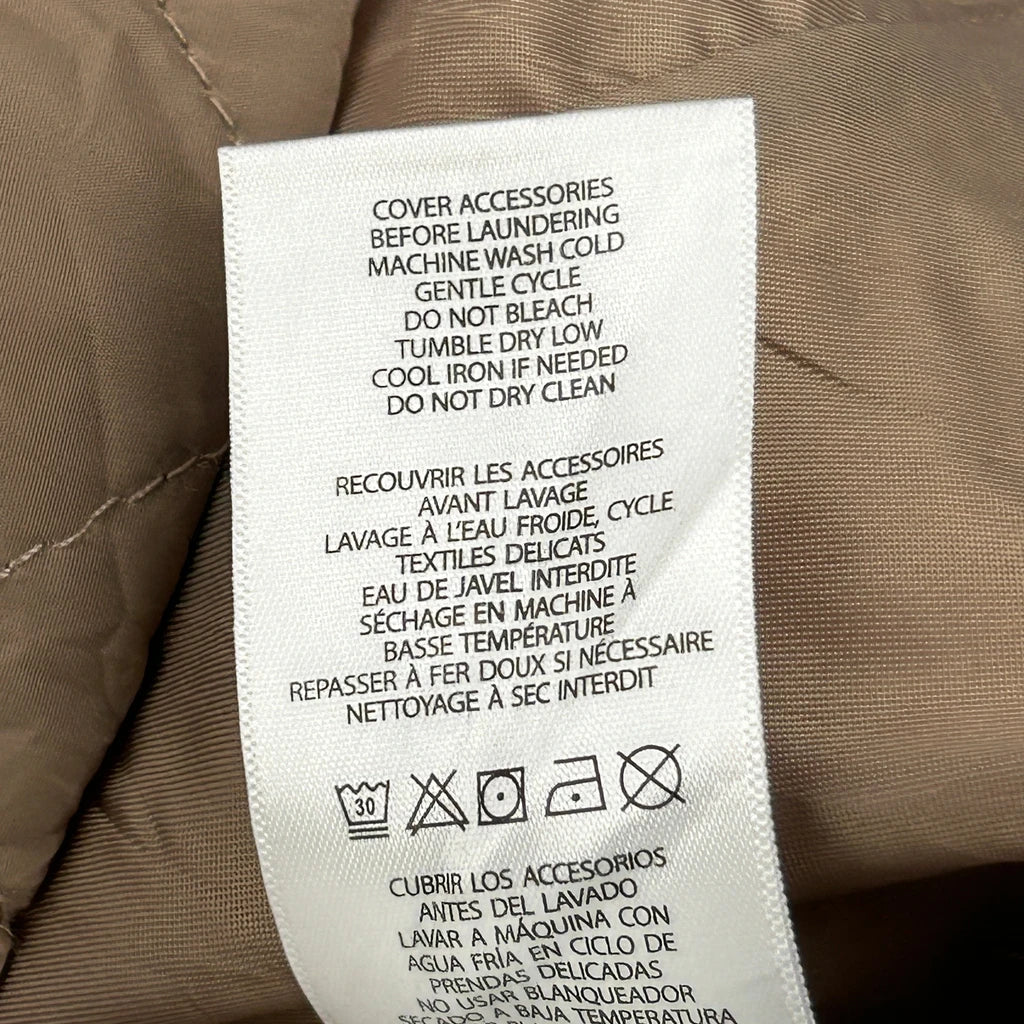 COVER ACCESSORIES
BEFORE LAUNDERING
MACHINE WASH COLD
GENTLE CYCLE
DO NOT BLEACH
TUMBLE DRY LOW
COOL IRON IF NEEDED
DO NOT DRY CLEAN
RECOUVRIR LES ACCESSOIRES
AVANT LAVAGE
LAVAGE À L'EAU FROIDE, CYCLE
TEXTILES DELICATS
EAU DE JAVEL INTERDITE
SÉCHAGE EN MACHINE À
BASSE TEMPÉRATURE
REPASSER À FER DOUX SI NÉCESSAIRE
NETTOYAGE À SEC INTERDIT
30
CUBRIR LOS ACCESORIOS
ANTES DEL LAVADO
LAVAR A MÁQUINA CON
AGUA FRÍA EN CICLO DE
PRENDAS DELICADAS
NO USAR BLANQUEADOR
SECADO A BAJA TEMPERATURA